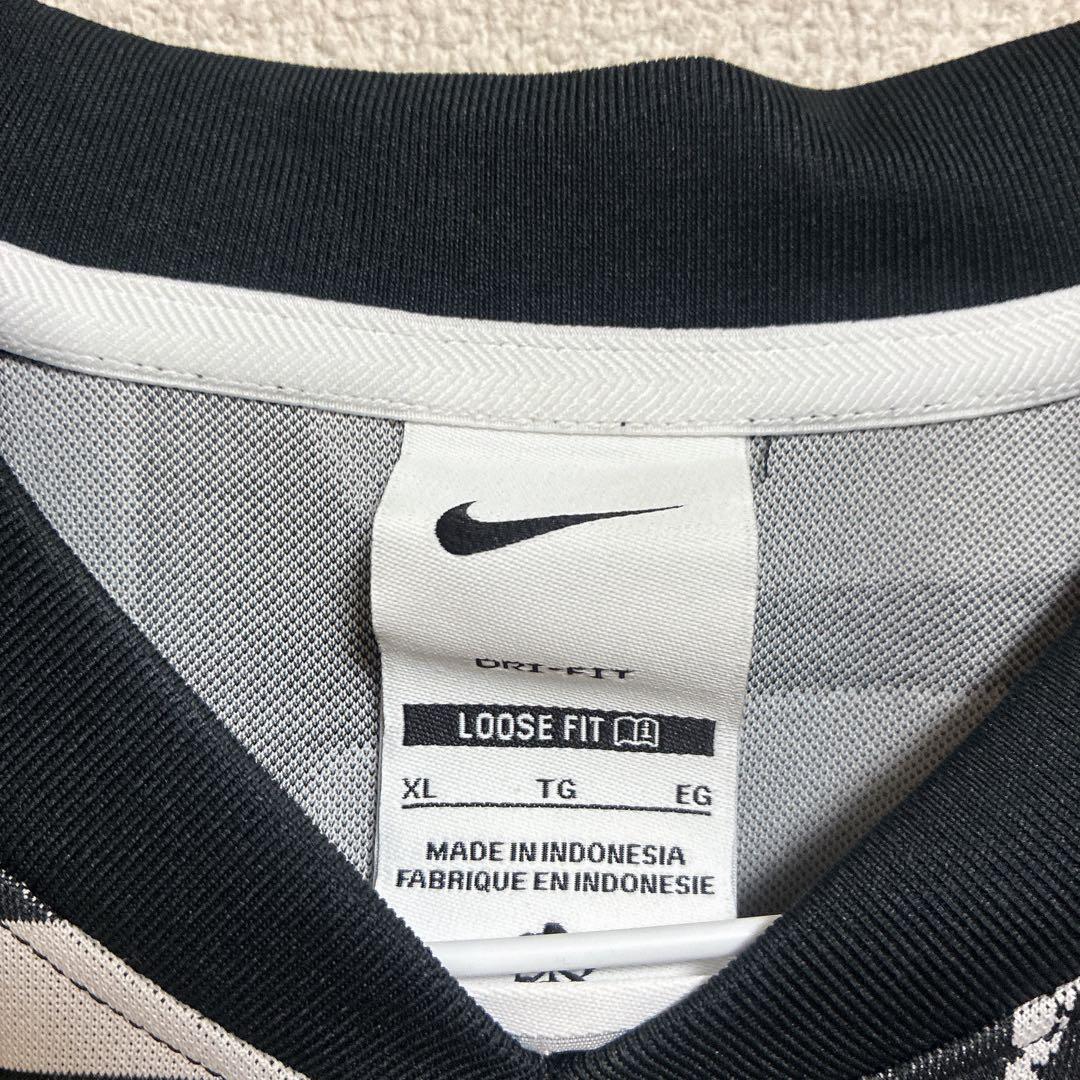 DRI-FIT
LOOSE FIT
XL TG EG
MADE IN INDONESIA
FABRIQUE EN INDONESIE